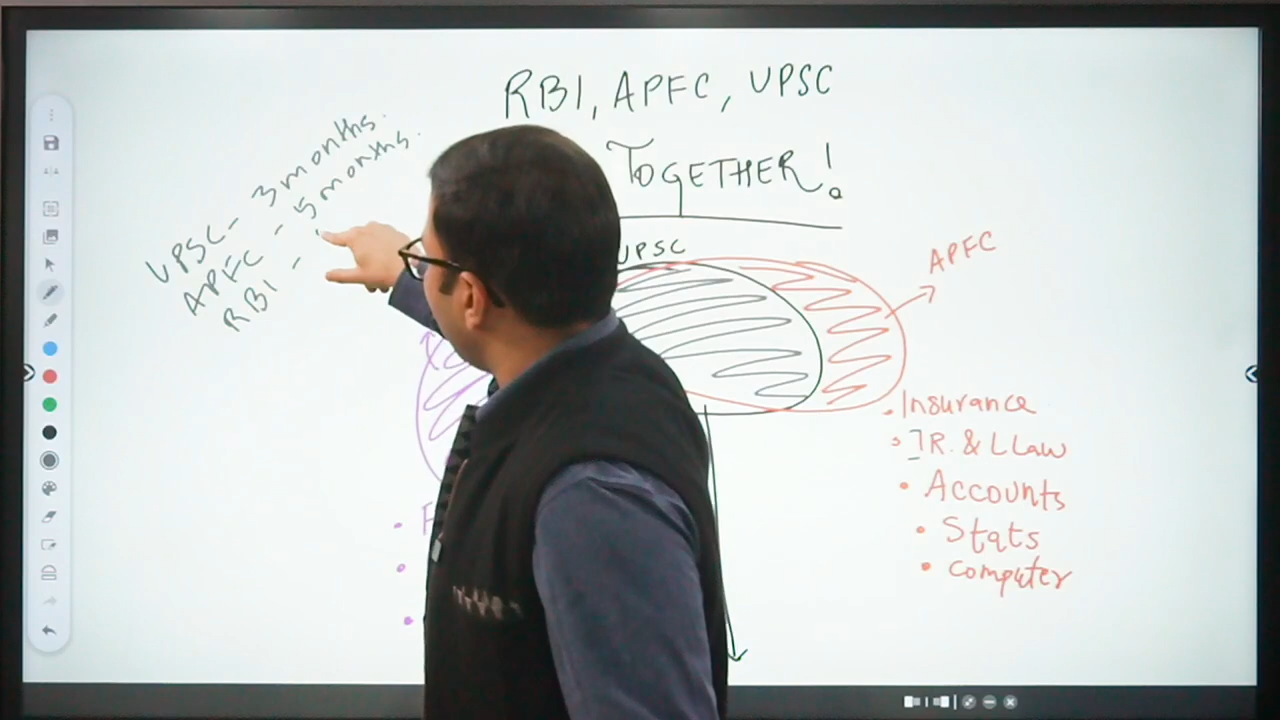 RBI, APFC, UPSC
TOGETHER!
UPSC - 3 months.
APFC - 5 months.
RBI -
UPSC
APFC
. Insurance
• IR. & L Law
• Accounts
• Stats
• computer